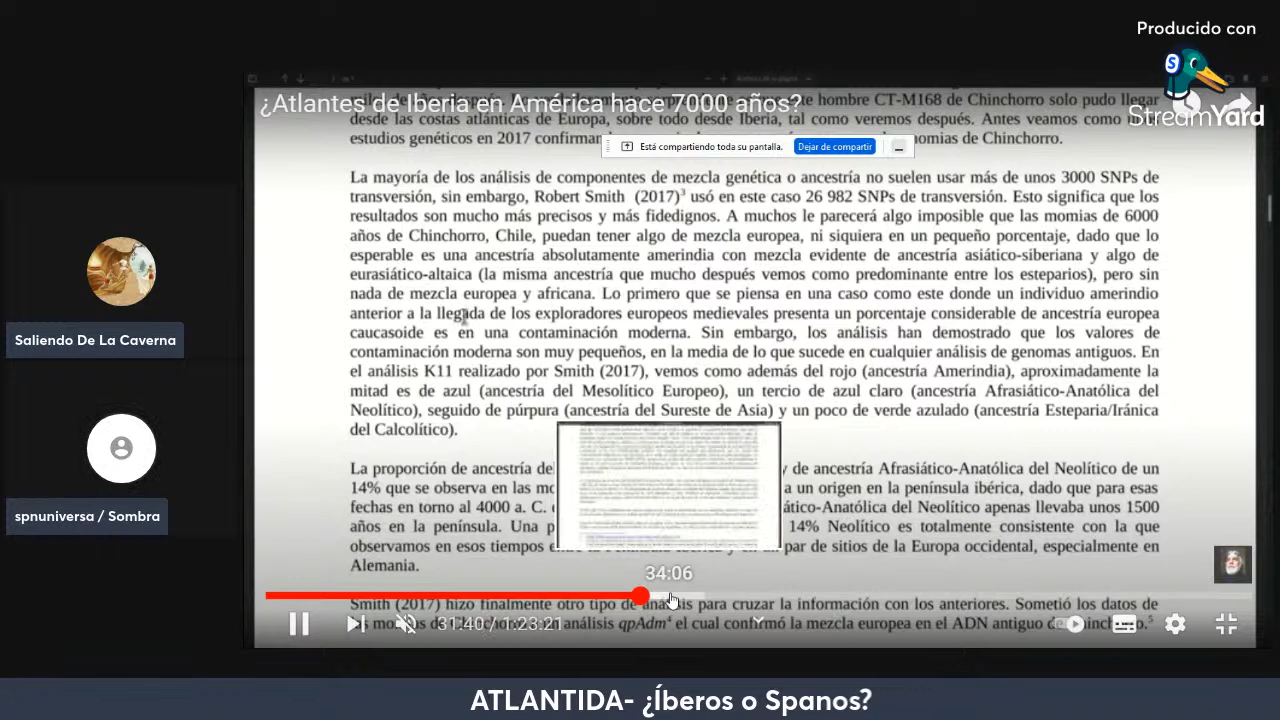 Producido con
StreamYard
¿Atlantes de Iberia en América hace 7000 años?
este hombre CT-M168 de Chinchorro solo pudo llegar
desde las costas atlánticas de Europa, sobre todo desde Iberia, tal como veremos después. Antes veamos como
estudios genéticos en 2017 confirman
momias de Chinchorro.
Está compartiendo toda su pantalla. Dejar de compartir
La mayoría de los análisis de componentes de mezcla genética o ancestría no suelen usar más de unos 3000 SNPs de
transversión, sin embargo, Robert Smith (2017)3 usó en este caso 26 982 SNPs de transversión. Esto significa que los
resultados son mucho más precisos y más fidedignos. A muchos le parecerá algo imposible que las momias de 6000
años de Chinchorro, Chile, puedan tener algo de mezcla europea, ni siquiera en un pequeño porcentaje, dado que lo
esperable es una ancestría absolutamente amerindia con mezcla evidente de ancestría asiático-siberiana y algo de
eurasiático-altaica (la misma ancestría que mucho después vemos como predominante entre los esteparios), pero sin
nada de mezcla europea y africana. Lo primero que se piensa en una caso como este donde un individuo amerindio
anterior a la llegada de los exploradores europeos medievales presenta un porcentaje considerable de ancestría europea
caucasoide es en una contaminación moderna. Sin embargo, los análisis han demostrado que los valores de
contaminación moderna son muy pequeños, en la media de lo que sucede en cualquier análisis de genomas antiguos. En
el análisis K11 realizado por Smith (2017), vemos como además del rojo (ancestría Amerindia), aproximadamente la
mitad es de azul (ancestría del Mesolítico Europeo), un tercio de azul claro (ancestría Afrasiático-Anatólica del
Neolítico), seguido de púrpura (ancestría del Sureste de Asia) y un poco de verde azulado (ancestría Esteparia/Iránica
del Calcolítico).
La proporción de ancestría de
y de ancestría Afrasiático-Anatólica del Neolítico de un
14% que se observa en las mo
a un origen en la península ibérica, dado que para esas
fechas en torno al 4000 a. C.
ático-Anatólica del Neolítico apenas llevaba unos 1500
años en la península. Una p
14% Neolítico es totalmente consistente con la que
observamos en esos tiempos
par de sitios de la Europa occidental, especialmente en
Alemania.
34:06
Smith (2017) hizo finalmente otro tipo de análisis para cruzar la información con los anteriores. Sometió los datos de
análisis qpAdm4 el cual confirmó la mezcla europea en el ADN antiguo de Chinchorro.5
31:40 / 1:23:21
Saliendo De La Caverna
spnuniversa / Sombra
ATLANTIDA- ¿Íberos o Spanos?